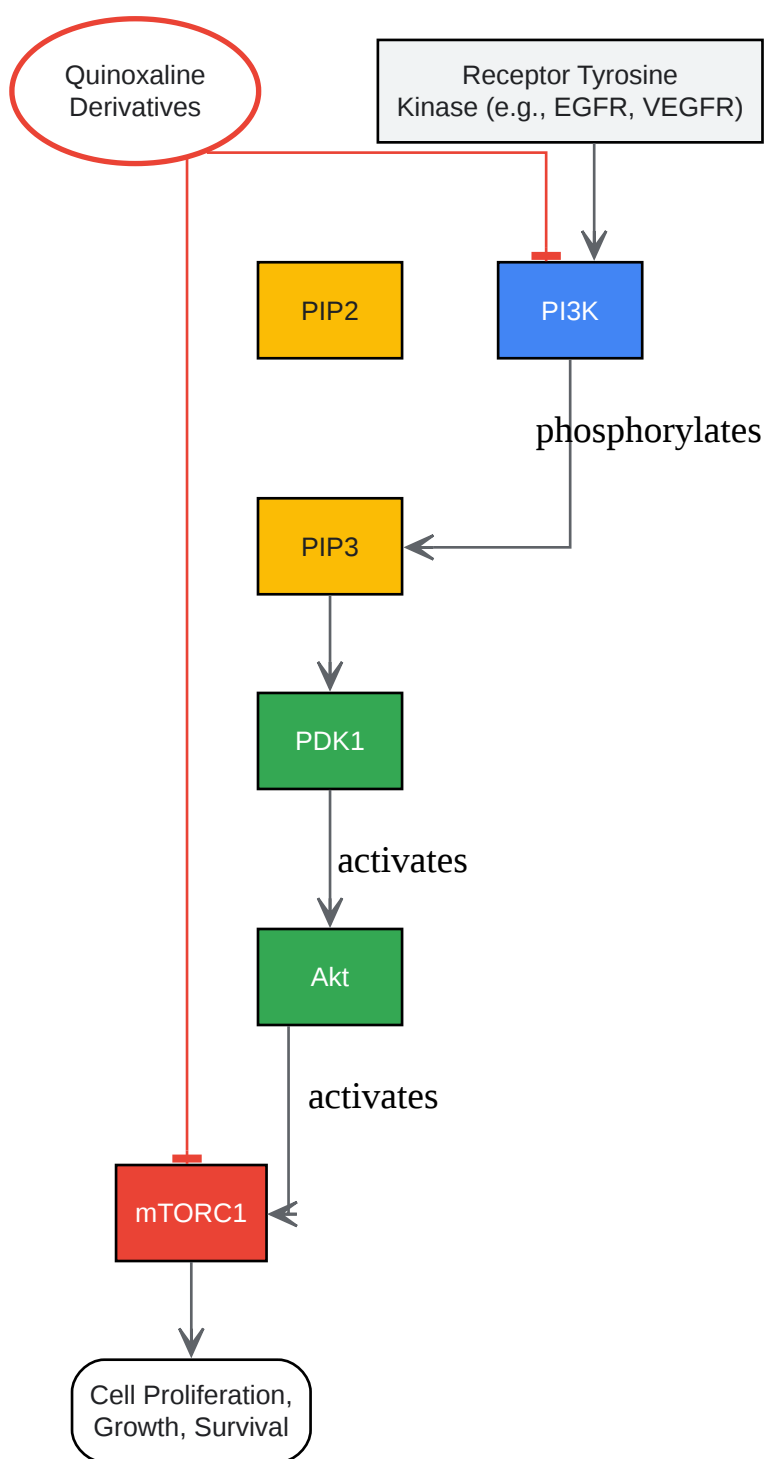 Quinoxaline
Derivatives
Receptor Tyrosine
Kinase (e.g., EGFR, VEGFR)
PIP2
PI3K
phosphorylates
PIP3
PDK1
activates
Akt
activates
mTORC1
Cell Proliferation,
Growth, Survival